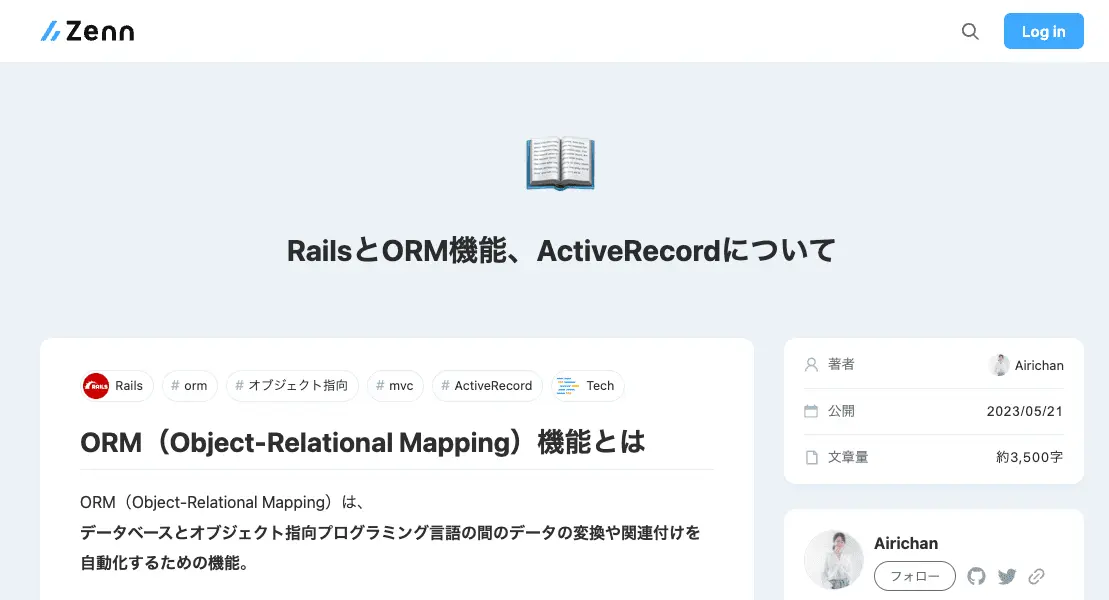 Zenn
Log in
RailsとORM機能、ActiveRecordについて
Rails # orm # オブジェクト指向 # mvc # ActiveRecord Tech
ORM（Object-Relational Mapping）機能とは
ORM（Object-Relational Mapping）は、
データベースとオブジェクト指向プログラミング言語の間のデータの変換や関連付けを
自動化するための機能。
著者 Airichan
公開 2023/05/21
文章量 約3,500字
Airichan
フォロー